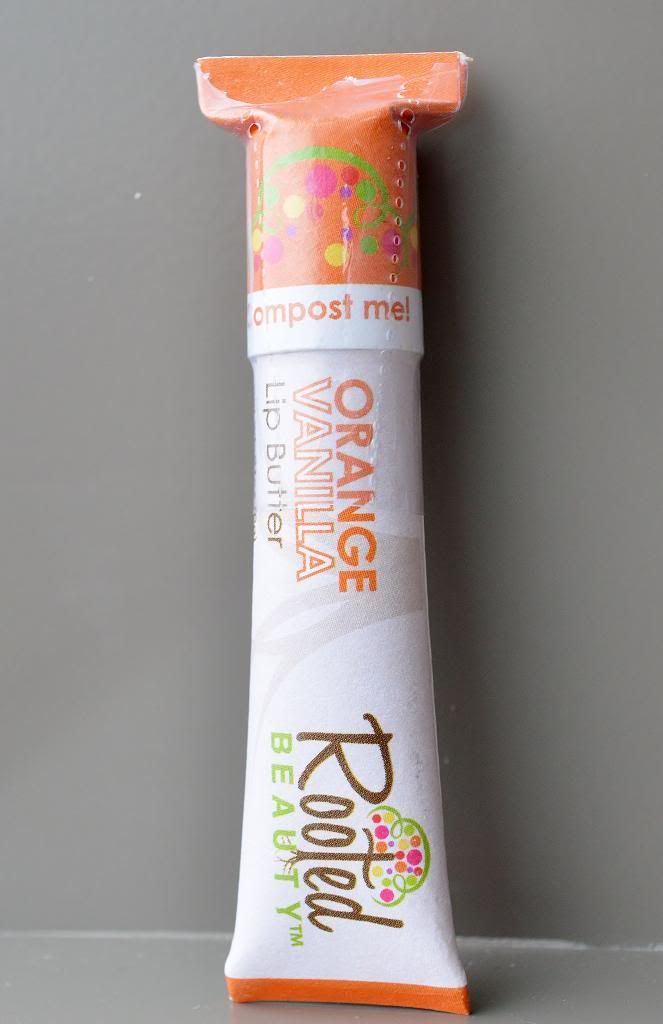 ompost me!
ORANGE
VANILLA
Lip Butter
Rooted
BEAUTY™